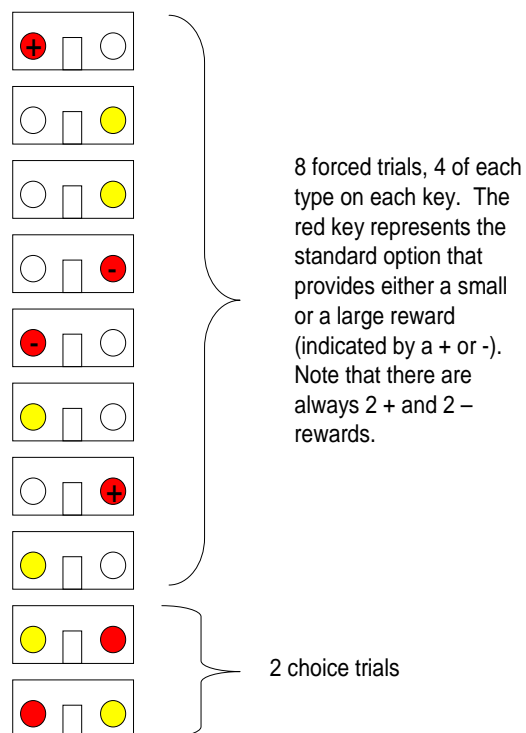 +
8 forced trials, 4 of each
type on each key. The
red key represents the
standard option that
provides either a small
or a large reward
(indicated by a + or -).
Note that there are
always 2 + and 2 –
rewards.
-
-
+
2 choice trials